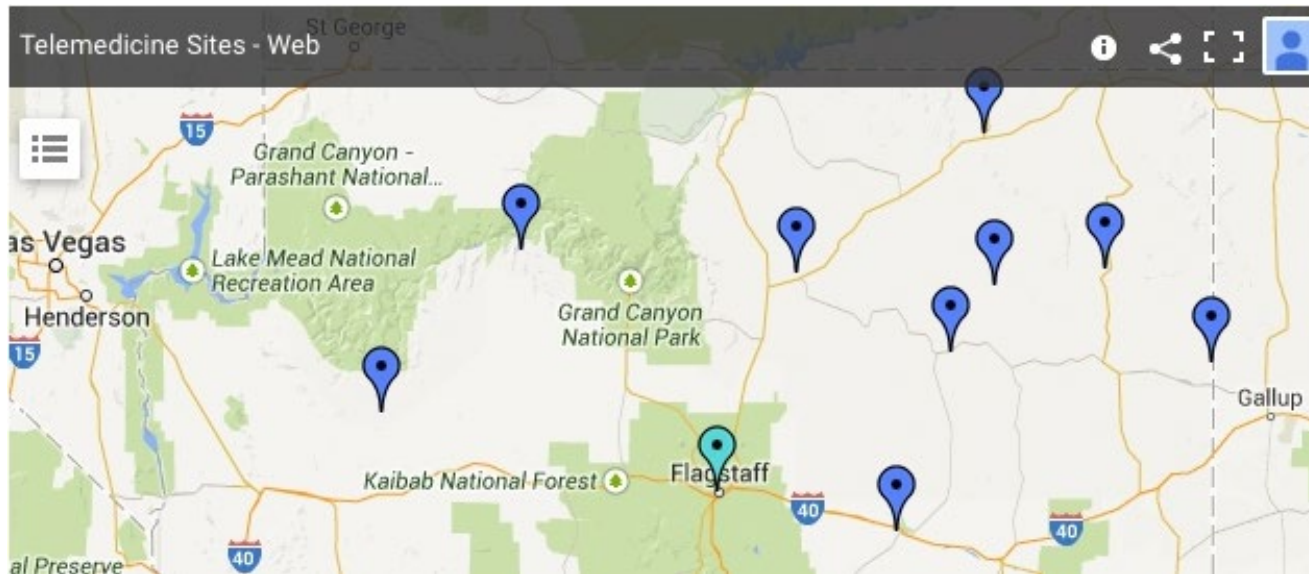 St George
Telemedicine Sites - Web
15
Grand Canyon -
Parashant National...
as Vegas
Lake Mead National
Recreation Area
Henderson
Grand Canyon
National Park
15
Gallup
Flagstaff
Kaibab National Forest
40
40
40
al Preserve